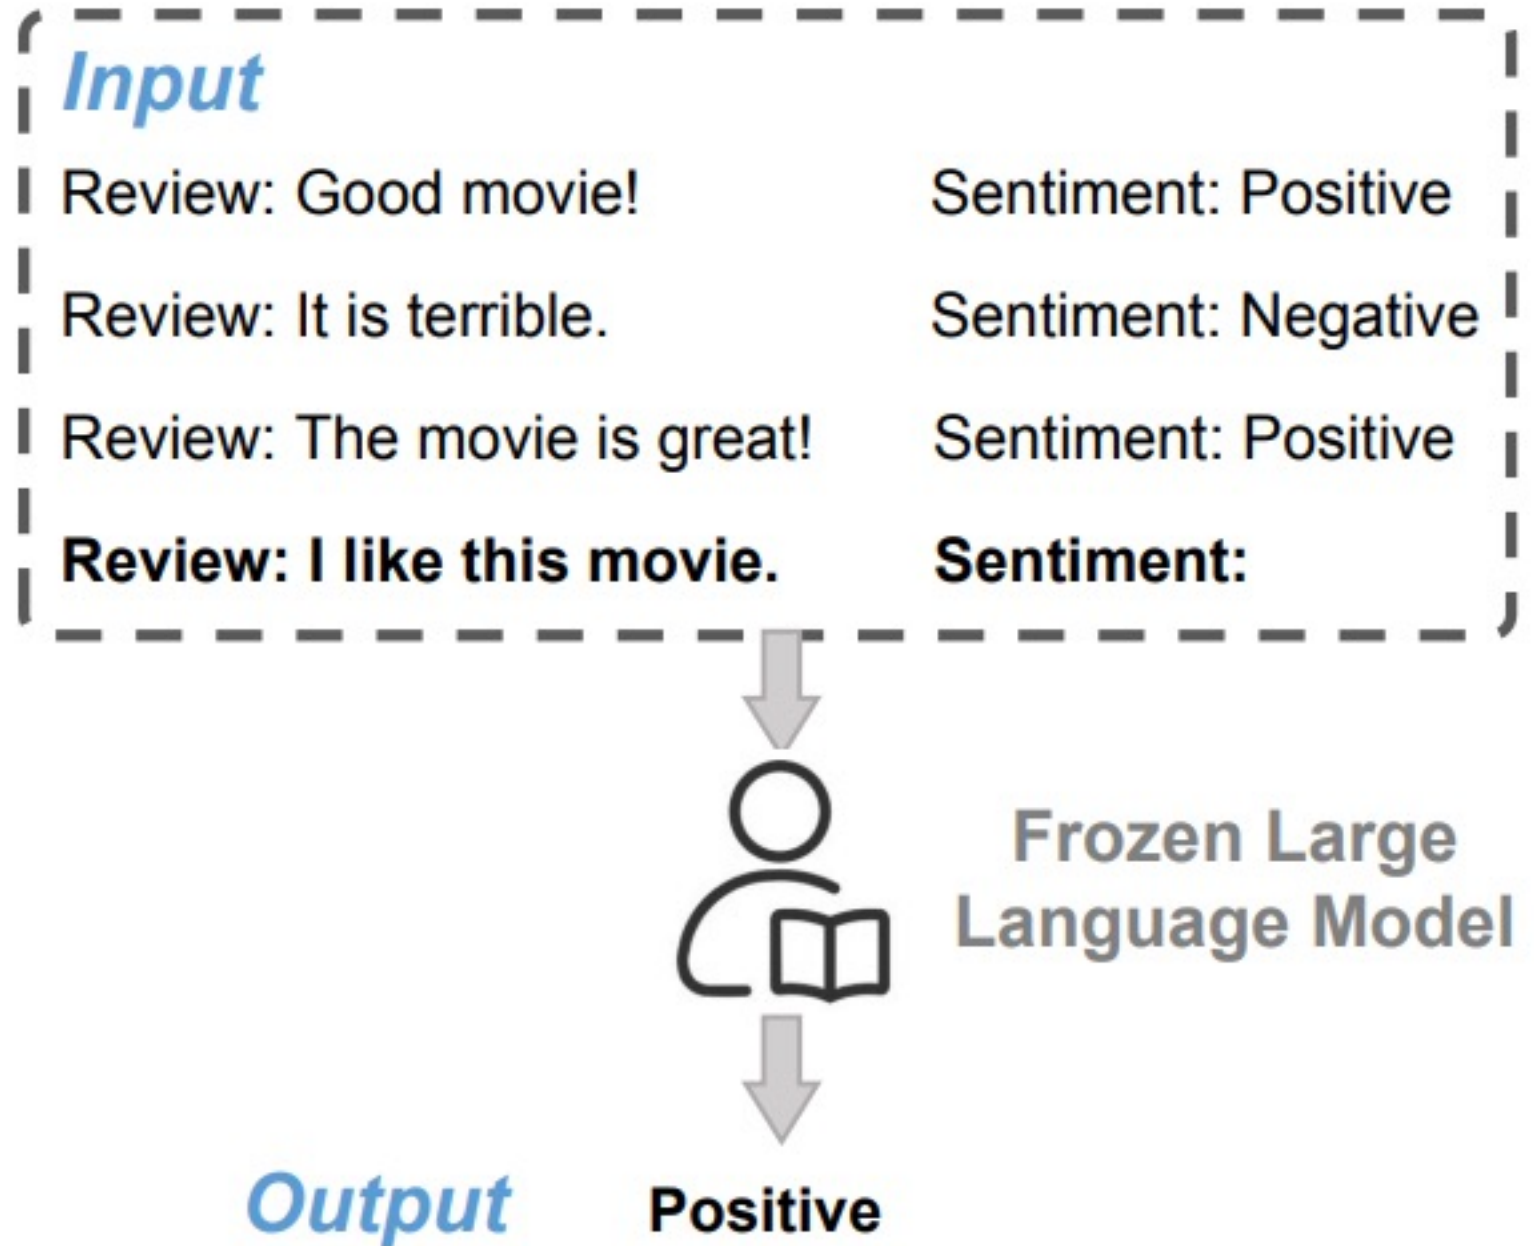 Input
Review: Good movie! Sentiment: Positive
Review: It is terrible. Sentiment: Negative
Review: The movie is great! Sentiment: Positive
Review: I like this movie. Sentiment:
Frozen Large
Language Model
Output Positive